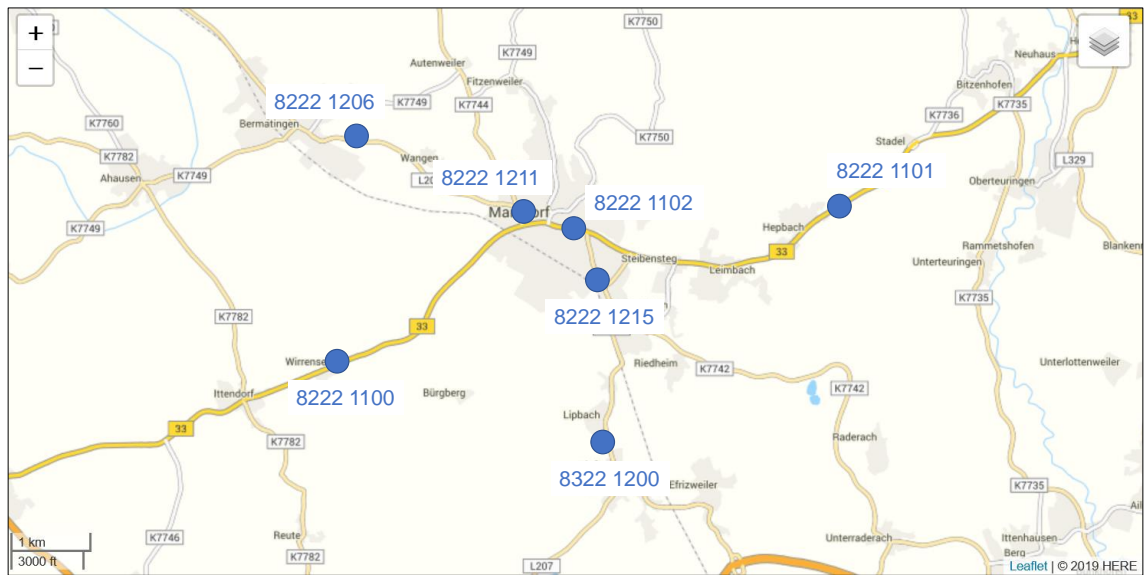 +
−
K7750
K7749
33
Neuhaus
Autenweiler
Fitzenweiler
Bitzenhofen
8222 1206
K7749
K7744
K7735
K7736
K7760
Bermatingen
K7750
Stadel
K7782
Wangen
L329
Ahausen
K7749
8222 1211
8222 1101
Oberteuringen
8222 1102
K7749
Hepbach
Rammetshofen
Steibensteg
33
Leimbach
Unterteuringen
K7735
K7782
8222 1215
33
Wirrense
Riedheim
K7742
Unterlottenweiler
Ittendorf
8222 1100
Bürgberg
K7742
Lipbach
33
K7782
Raderach
8322 1200
Efrizweiler
K7735
1 km
3000 ft
K7746
Reute
K7782
L207
Unterraderach
Ittenhausen
Berg
Leaflet | © 2019 HERE